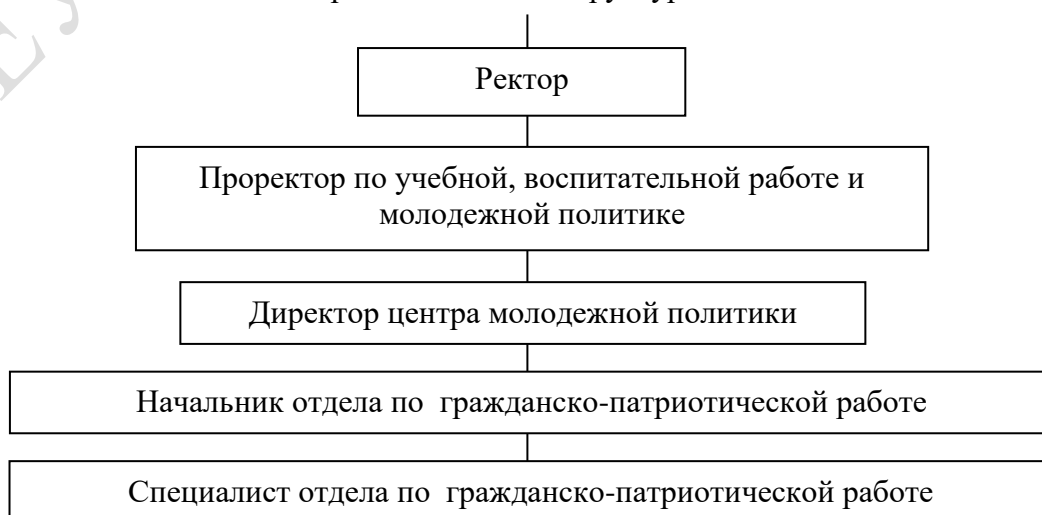 Ректор
Проректор по учебной, воспитательной работе и
молодежной политике
Директор центра молодежной политики
Начальник отдела по гражданско-патриотической работе
Специалист отдела по гражданско-патриотической работе